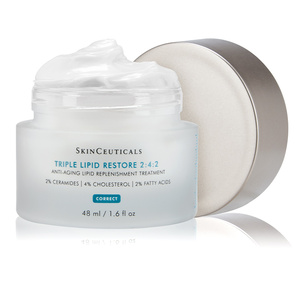 SKINCEUTICALS
TRIPLE LIPID RESTORE 2:4:2
ANTI-AGING LIPID REPLENISHMENT TREATMENT
2% CERAMIDES | 4% CHOLESTEROL | 2% FATTY ACIDS
CORRECT
48 ml / 1.6 fl oz